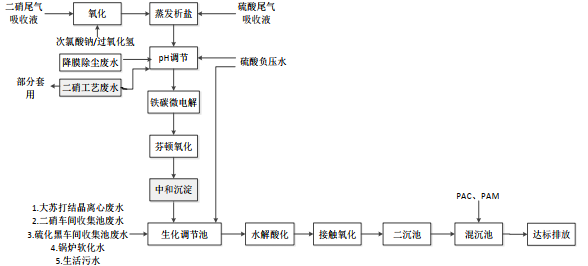 二硝尾气
吸收液
氧化
蒸发析盐
硫酸尾气
吸收液
次氯酸钠/过氧化氢
降膜除尘废水
pH调节
硫酸负压水
部分套
用
二硝工艺废水
铁碳微电解
芬顿氧化
中和沉淀
PAC、PAM
1.大苏打结晶离心废水
2.二硝车间收集池废水
3.硫化黑车间收集池废水
4.锅炉软化水
5.生活污水
生化调节池
水解酸化
接触氧化
二沉池
混沉池
达标排放